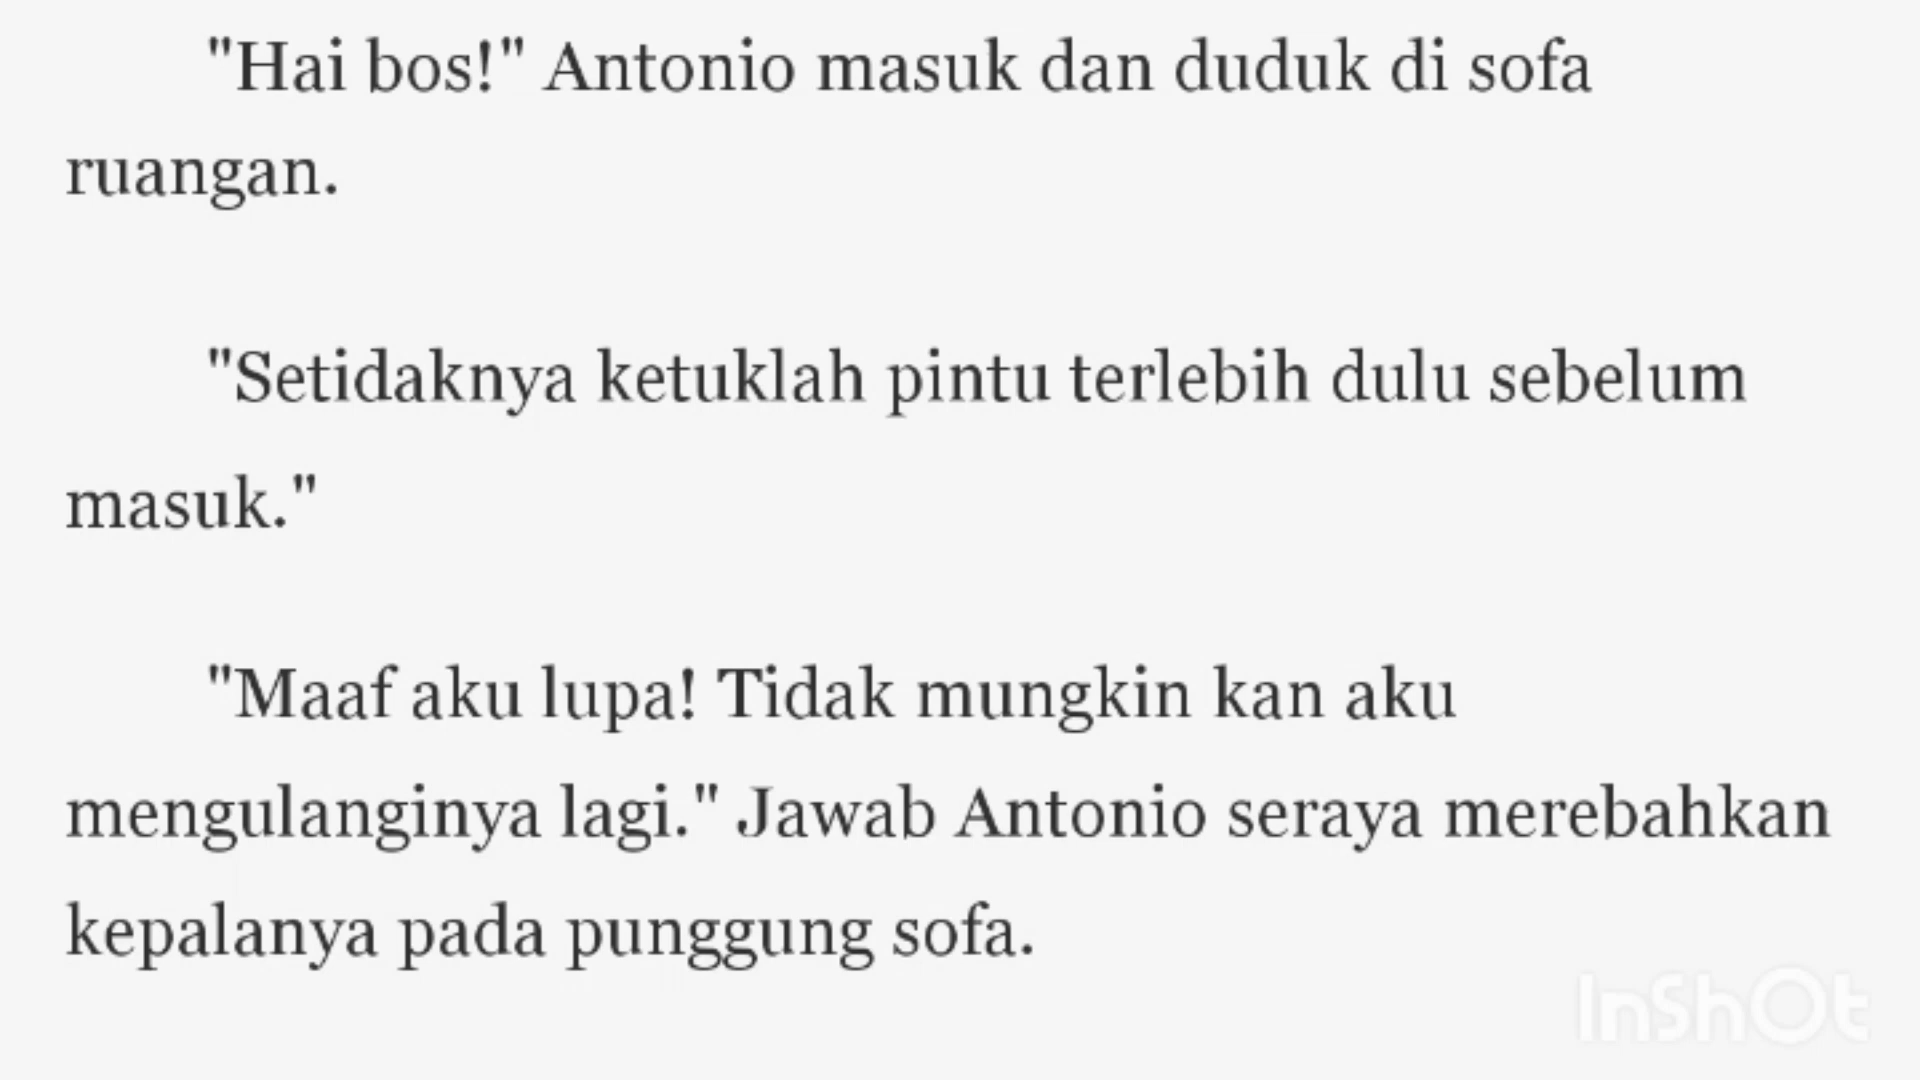 "Hai bos!" Antonio masuk dan duduk di sofa
ruangan.
"Setidaknya ketuklah pintu terlebih dulu sebelum
masuk."
"Maaf aku lupa! Tidak mungkin kan aku
mengulanginya lagi." Jawab Antonio seraya merebahkan
kepalanya pada punggung sofa.
InShOt